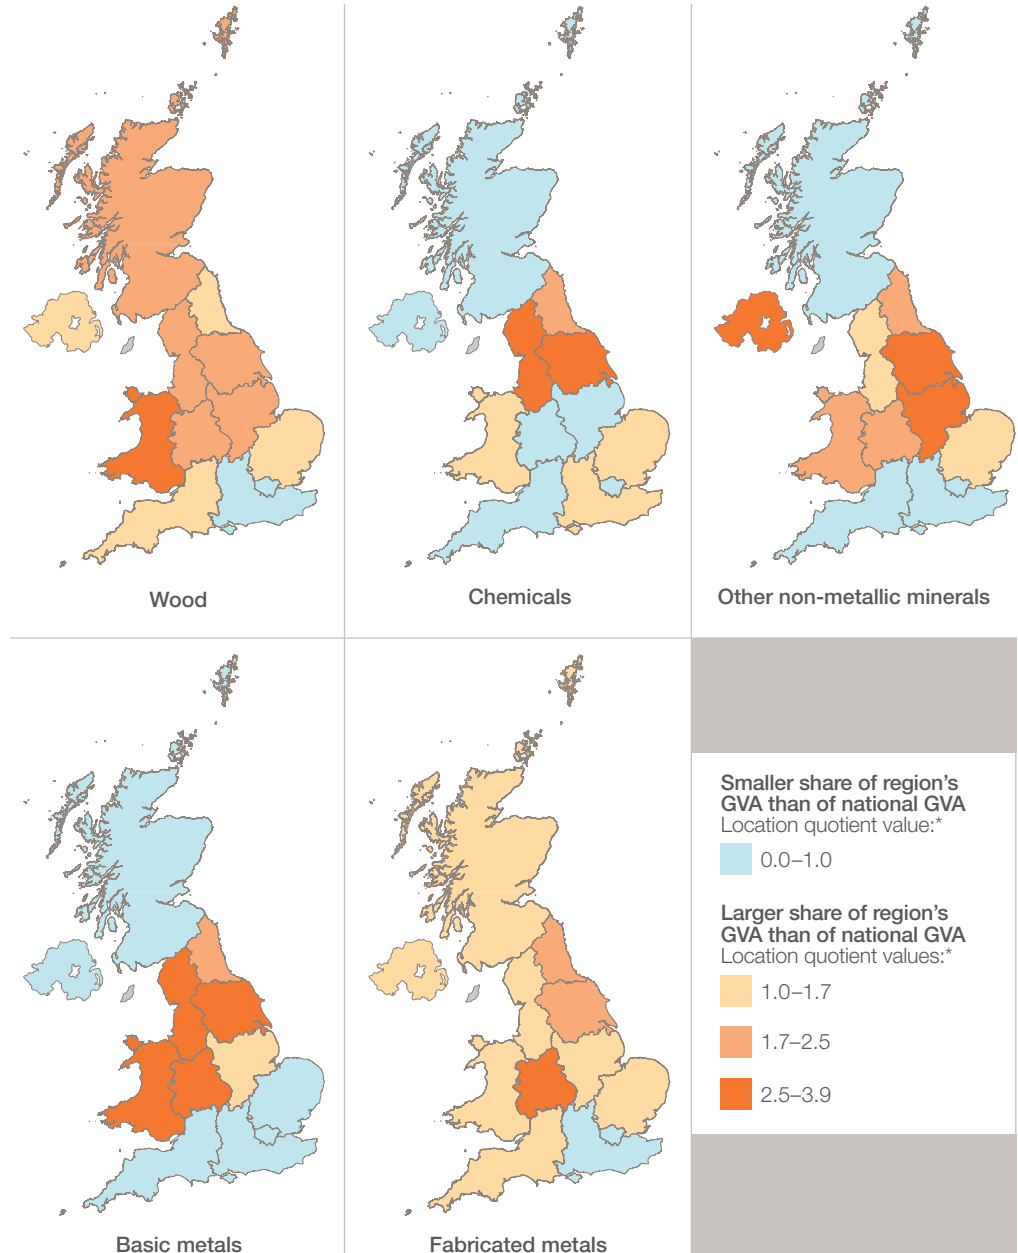 Wood
Chemicals
Other non-metallic minerals
Smaller share of region’s
GVA than of national GVA
Location quotient value:*
0.0–1.0
Larger share of region’s
GVA than of national GVA
Location quotient values:*
1.0–1.7
1.7–2.5
2.5–3.9
Basic metals
Fabricated metals